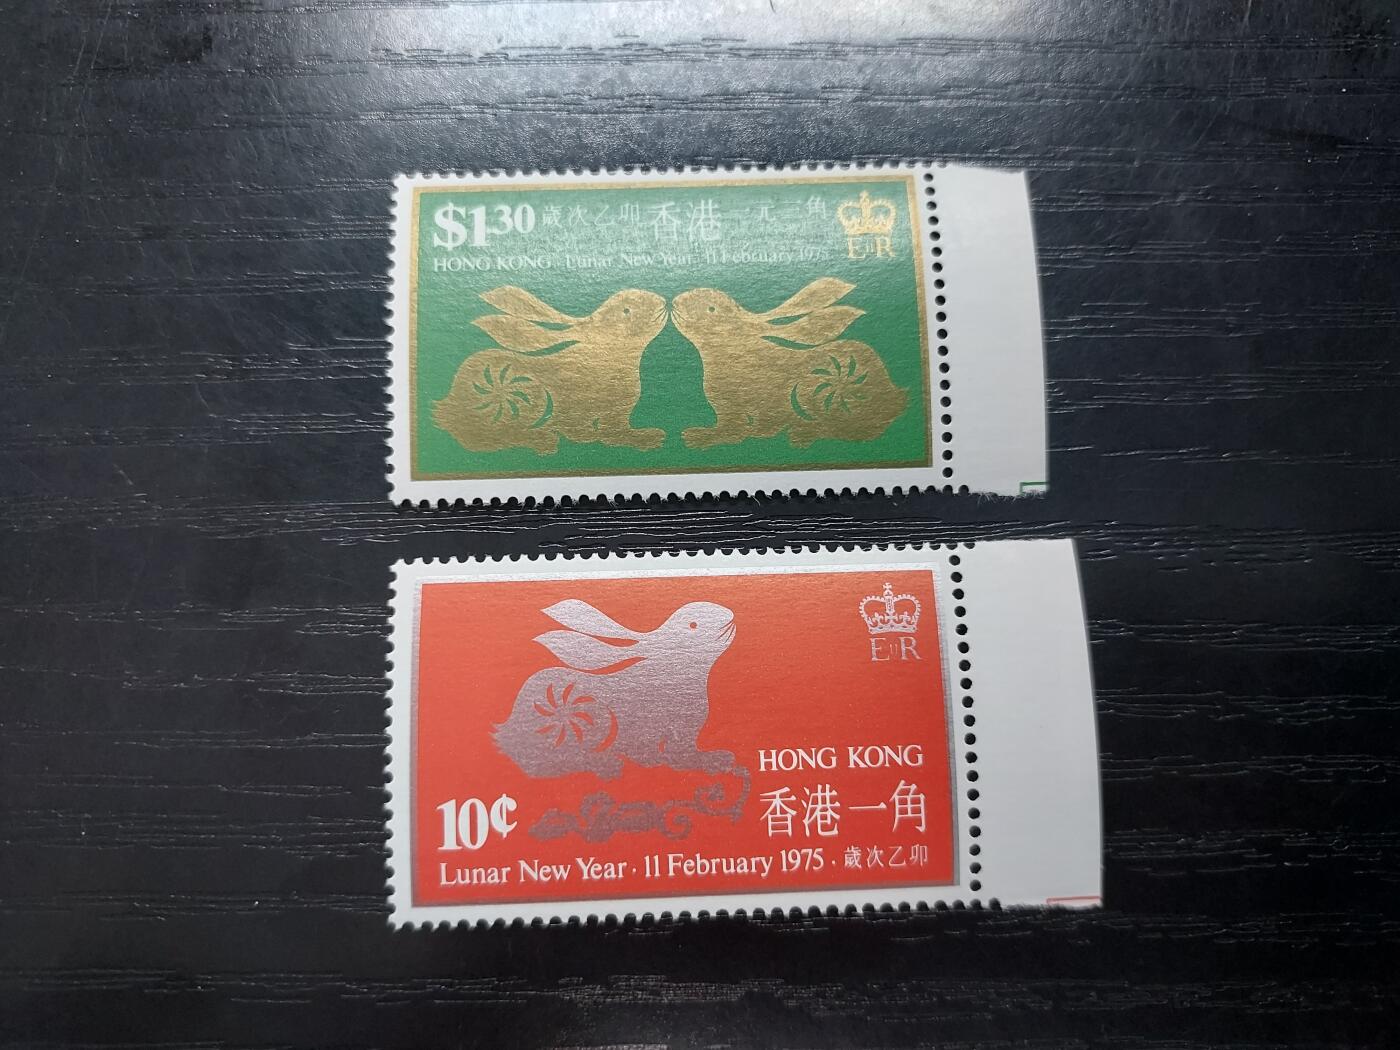 $1.30 歲次乙卯 香港 一元三角
HONG KONG · Lunar New Year · 11 February 1975
EIIR
EIIR
HONG KONG
香港一角
10¢
Lunar New Year · 11 February 1975 · 歲次乙卯